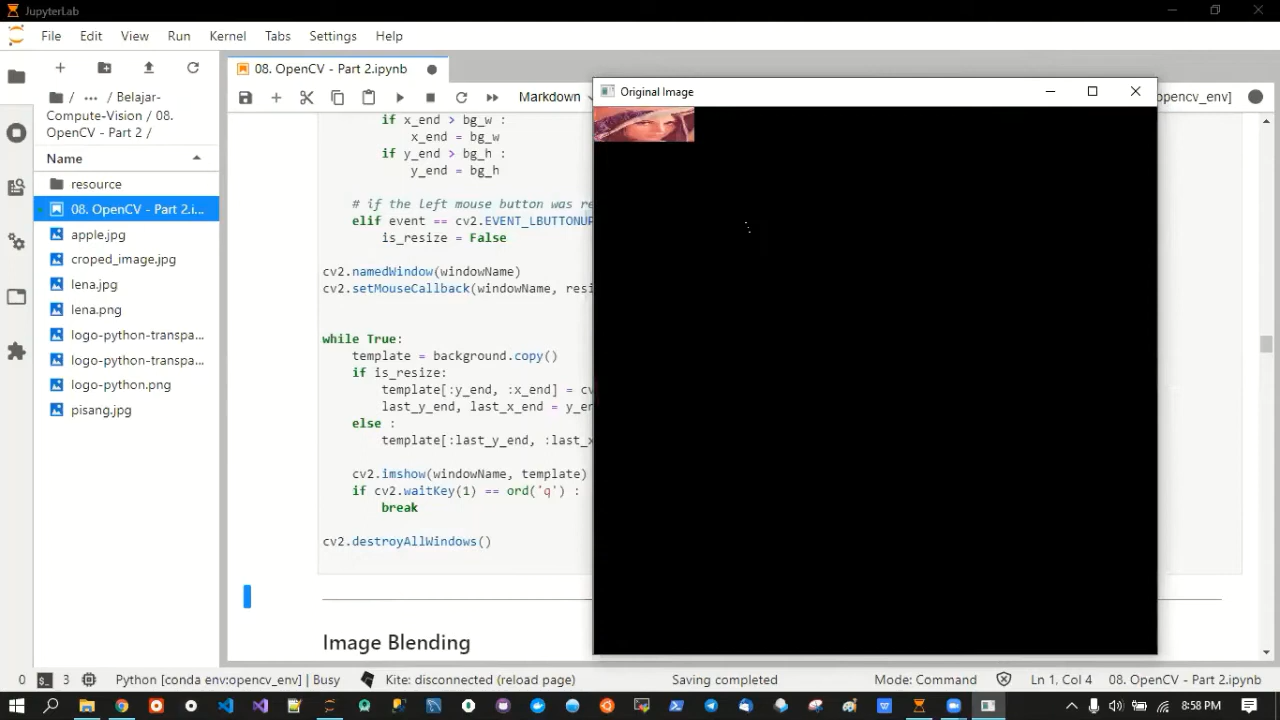 JupyterLab
File Edit View Run Kernel Tabs Settings Help
08. OpenCV - Part 2.ipynb
Original Image
/ ... / Belajar-
Compute-Vision / 08.
OpenCV - Part 2 /
Markdown
opencv_env]
Name
resource
08. OpenCV - Part 2.i...
apple.jpg
croped_image.jpg
lena.jpg
lena.png
logo-python-transpa...
logo-python-transpa...
logo-python.png
pisang.jpg
if x_end > bg_w :
x_end = bg_w
if y_end > bg_h :
y_end = bg_h
# if the left mouse button was re
elif event == cv2.EVENT_LBUTTONUP
is_resize = False
cv2.namedWindow(windowName)
cv2.setMouseCallback(windowName, resi
while True:
template = background.copy()
if is_resize:
template[:y_end, :x_end] = cv
last_y_end, last_x_end = y_en
else :
template[:last_y_end, :last_x
cv2.imshow(windowName, template)
if cv2.waitKey(1) == ord('q') :
break
cv2.destroyAllWindows()
Image Blending
0 3 Python [conda env:opencv_env] | Busy Kite: disconnected (reload page) Saving completed Mode: Command Ln 1, Col 4 08. OpenCV - Part 2.ipynb
8:58 PM